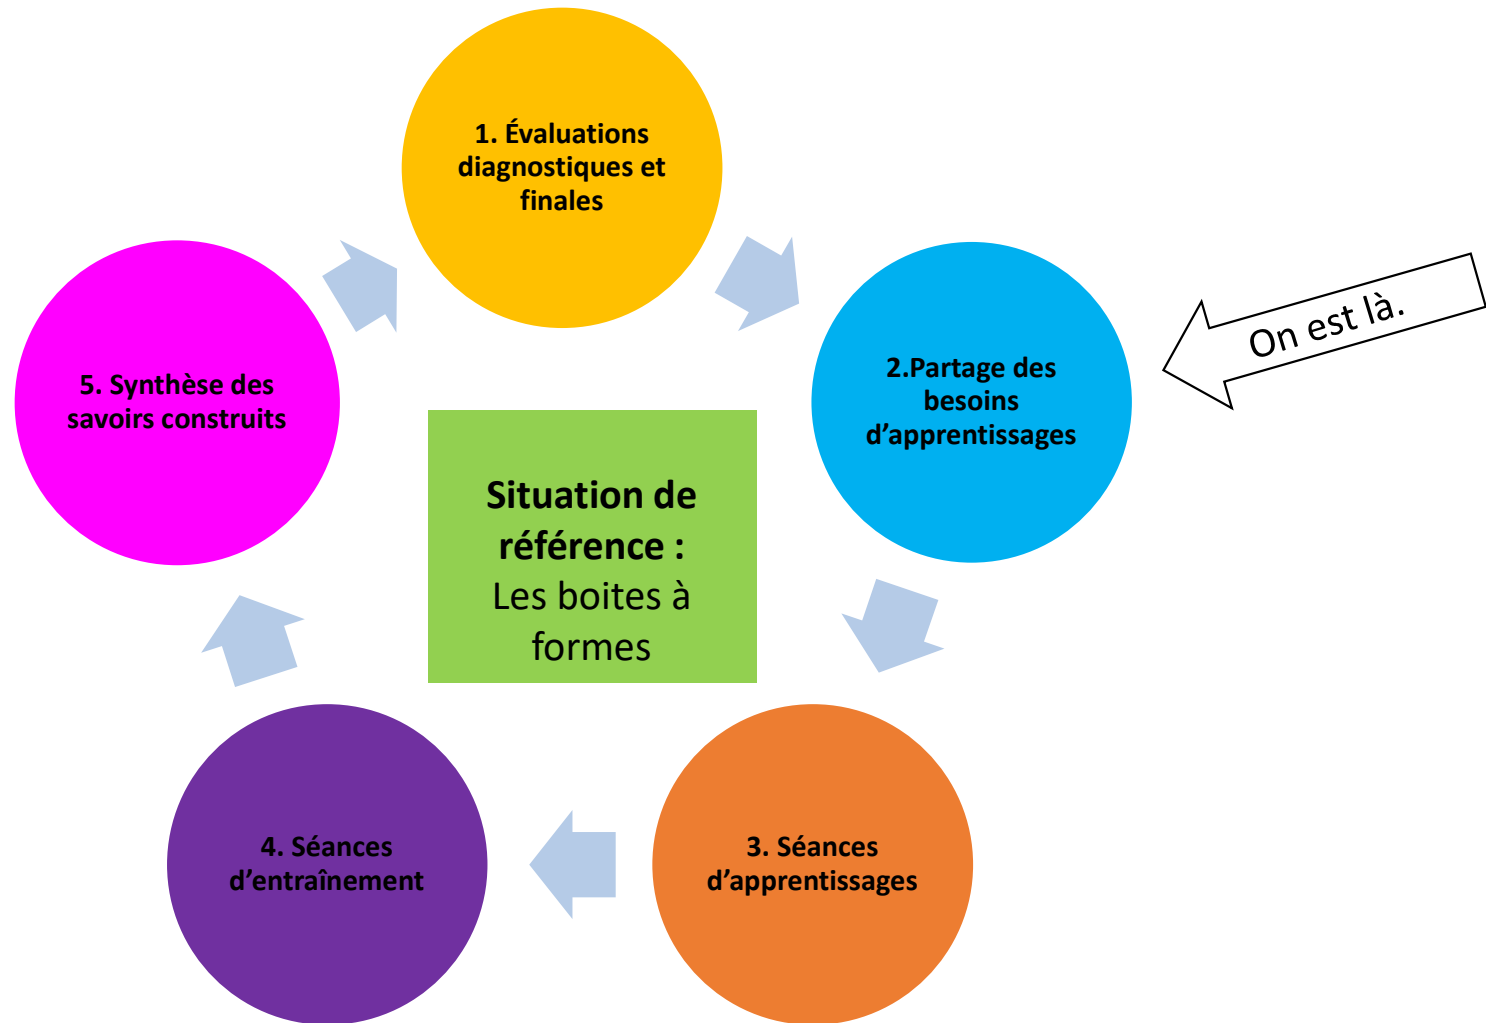 1. Évaluations
diagnostiques et
finales
2.Partage des
besoins
d’apprentissages
On est là.
3. Séances
d’apprentissages
4. Séances
d’entraînement
5. Synthèse des
savoirs construits
Situation de
référence :
Les boites à
formes